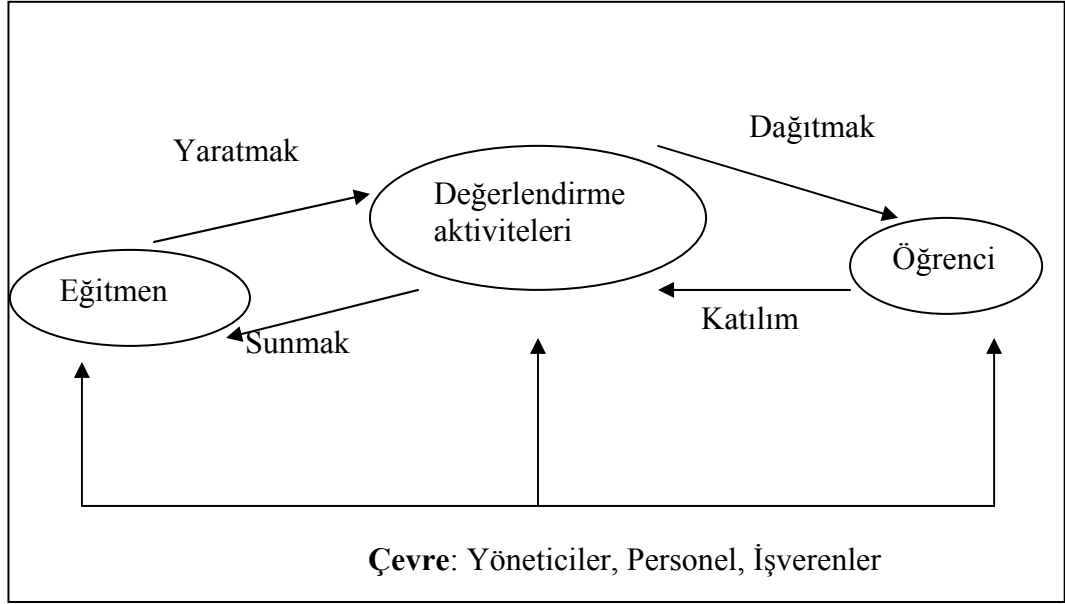 Dağıtmak
Yaratmak
Değerlendirme
aktiviteleri
Öğrenci
Eğitmen
Katılım
Sunmak
Çevre: Yöneticiler, Personel, İşverenler